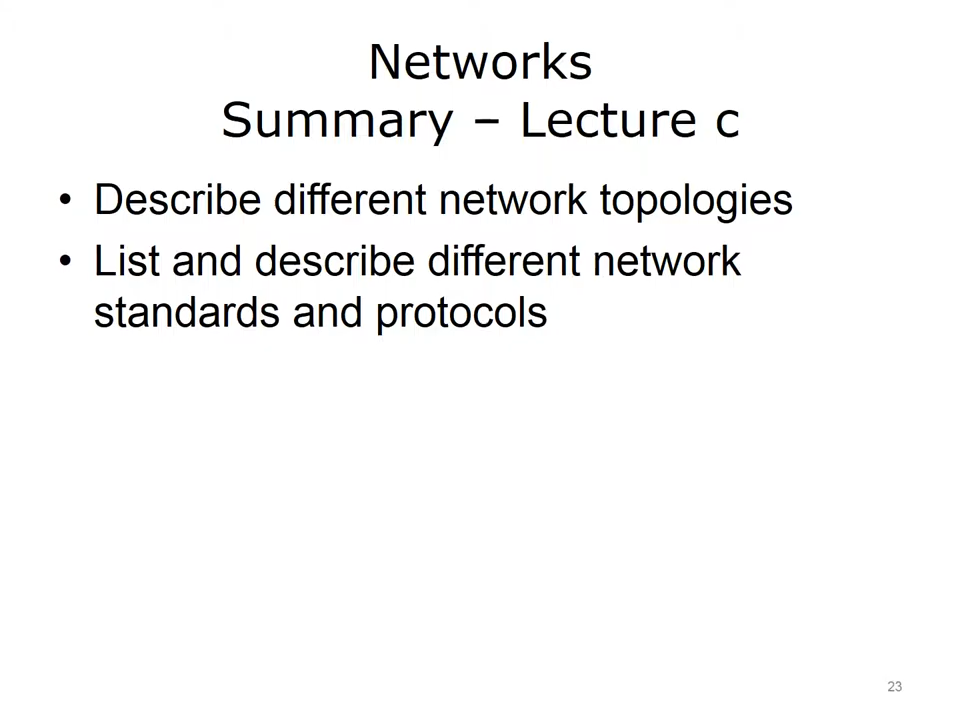 Networks
Summary – Lecture c
• Describe different network topologies
• List and describe different network
standards and protocols
23